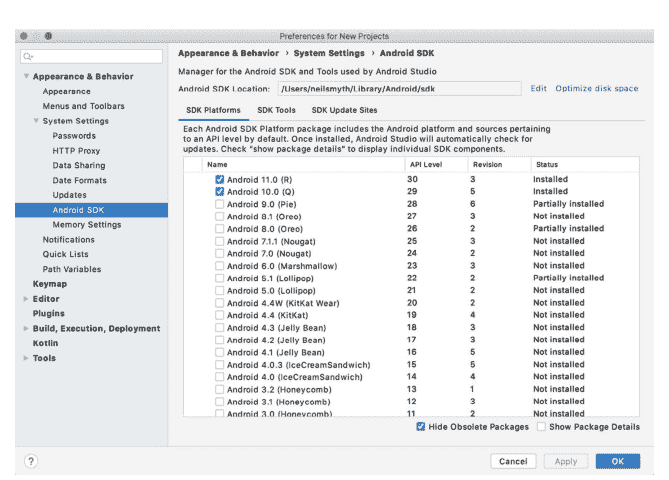 Preferences for New Projects
Appearance & Behavior
Appearance
Menus and Toolbars
System Settings
Passwords
HTTP Proxy
Data Sharing
Date Formats
Updates
Android SDK
Memory Settings
Notifications
Quick Lists
Path Variables
Keymap
Editor
Plugins
Build, Execution, Deployment
Kotlin
Tools
Appearance & Behavior › System Settings › Android SDK
Manager for the Android SDK and Tools used by Android Studio
Android SDK Location: /Users/neilsmyth/Library/Android/sdk Edit Optimize disk space
SDK Platforms SDK Tools SDK Update Sites
Each Android SDK Platform package includes the Android platform and sources pertaining
to an API level by default. Once installed, Android Studio will automatically check for
updates. Check "show package details" to display individual SDK components.
Name API Level Revision Status
Android 11.0 (R) 30 3 Installed
Android 10.0 (Q) 29 5 Installed
Android 9.0 (Pie) 28 6 Partially installed
Android 8.1 (Oreo) 27 3 Not installed
Android 8.0 (Oreo) 26 2 Partially installed
Android 7.1.1 (Nougat) 25 3 Not installed
Android 7.0 (Nougat) 24 2 Not installed
Android 6.0 (Marshmallow) 23 3 Not installed
Android 5.1 (Lollipop) 22 2 Partially installed
Android 5.0 (Lollipop) 21 2 Not installed
Android 4.4W (KitKat Wear) 20 2 Not installed
Android 4.4 (KitKat) 19 4 Not installed
Android 4.3 (Jelly Bean) 18 3 Not installed
Android 4.2 (Jelly Bean) 17 3 Not installed
Android 4.1 (Jelly Bean) 16 5 Not installed
Android 4.0.3 (IceCreamSandwich) 15 5 Not installed
Android 4.0 (IceCreamSandwich) 14 4 Not installed
Android 3.2 (Honeycomb) 13 1 Not installed
Android 3.1 (Honeycomb) 12 3 Not installed
Android 3.0 (Honeycomb) 11 2 Not installed
Hide Obsolete Packages Show Package Details
? Cancel Apply OK